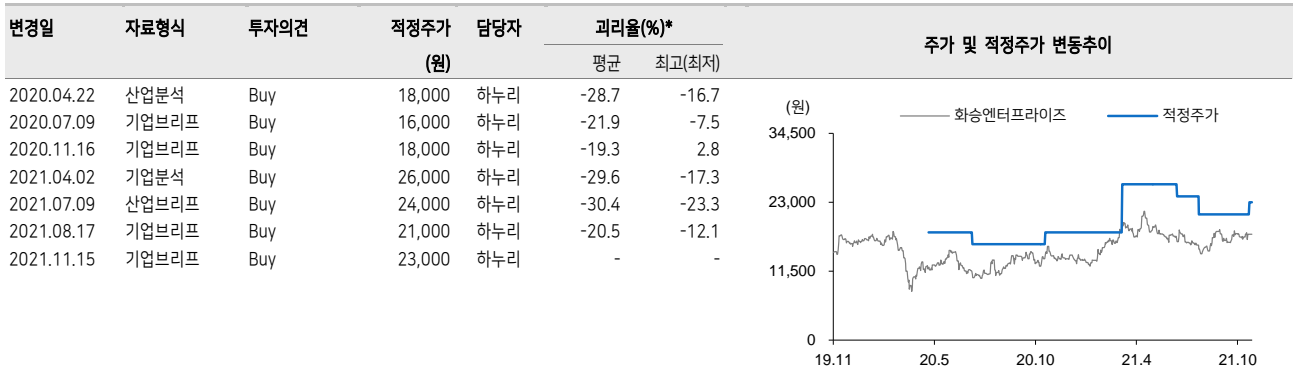 변경일 자료형식 투자의견 적정주가 담당자 괴리율(%)* 주가 및 적정주가 변동추이
(원) 평균 최고(최저)
2020.04.22 산업분석 Buy 18,000 하누리 -28.7 -16.7
2020.07.09 기업브리프 Buy 16,000 하누리 -21.9 -7.5
2020.11.16 기업브리프 Buy 18,000 하누리 -19.3 2.8
2021.04.02 기업분석 Buy 26,000 하누리 -29.6 -17.3
2021.07.09 산업브리프 Buy 24,000 하누리 -30.4 -23.3
2021.08.17 기업브리프 Buy 21,000 하누리 -20.5 -12.1
2021.11.15 기업브리프 Buy 23,000 하누리 - -
(원) 화승엔터프라이즈 적정주가
34,500
23,000
11,500
0
19.11 20.5 20.10 21.4 21.10